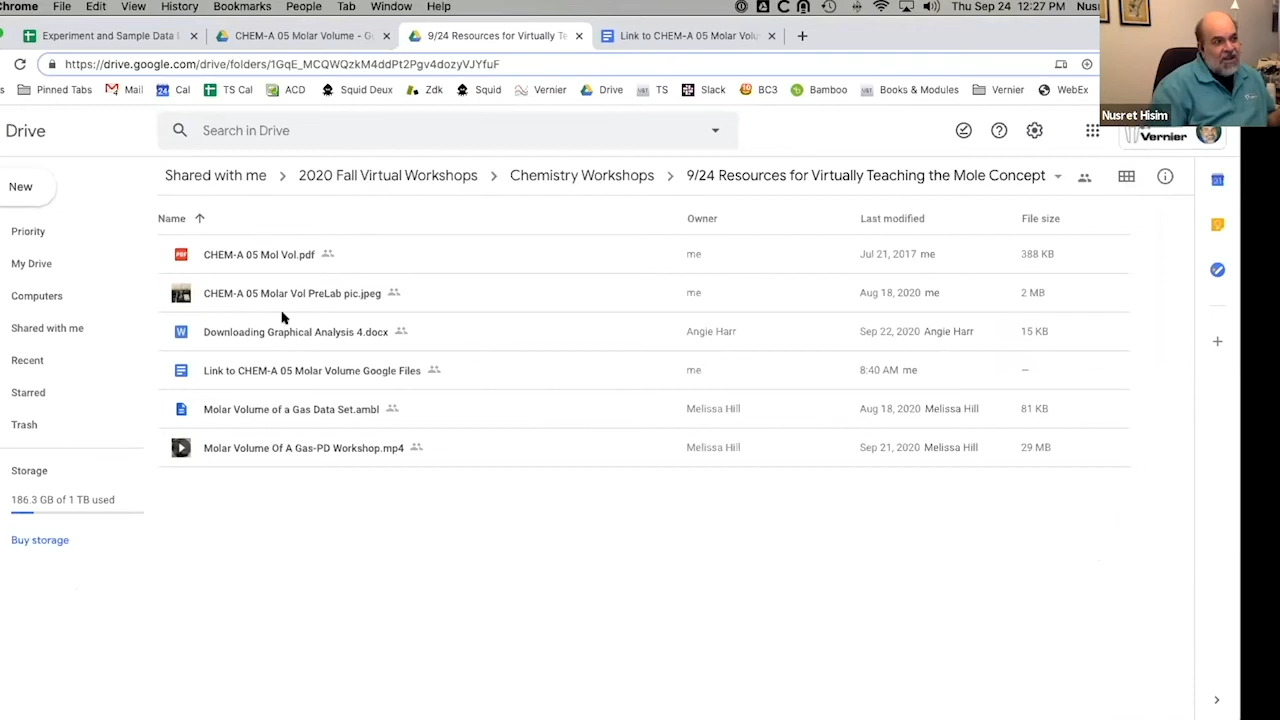 hrome File Edit View History Bookmarks People Tab Window Help Thu Sep 24 12:27 PM Nus
Experiment and Sample Data L × CHEM-A 05 Molar Volume - G × 9/24 Resources for Virtually Te × Link to CHEM-A 05 Molar Volu × +
https://drive.google.com/drive/folders/1GqE_MCQWQzkM4ddPt2Pgv4dozyVJYfuF
s Pinned Tabs Mail 24 Cal TS Cal ACD Squid Deux Zdk Squid Vernier Drive TS Slack BC3 Bamboo Books & Modules Vernier WebEx
Nusret Hisim
Drive Search in Drive Vernier
New Shared with me > 2020 Fall Virtual Workshops > Chemistry Workshops > 9/24 Resources for Virtually Teaching the Mole Concept
Name Owner Last modified File size
CHEM-A 05 Mol Vol.pdf me Jul 21, 2017 me 388 KB
CHEM-A 05 Molar Vol PreLab pic.jpeg me Aug 18, 2020 me 2 MB
Downloading Graphical Analysis 4.docx Angie Harr Sep 22, 2020 Angie Harr 15 KB
Link to CHEM-A 05 Molar Volume Google Files me 8:40 AM me —
Molar Volume of a Gas Data Set.ambl Melissa Hill Aug 18, 2020 Melissa Hill 81 KB
Molar Volume Of A Gas-PD Workshop.mp4 Melissa Hill Sep 21, 2020 Melissa Hill 29 MB
Priority
My Drive
Computers
Shared with me
Recent
Starred
Trash
Storage
186.3 GB of 1 TB used
Buy storage